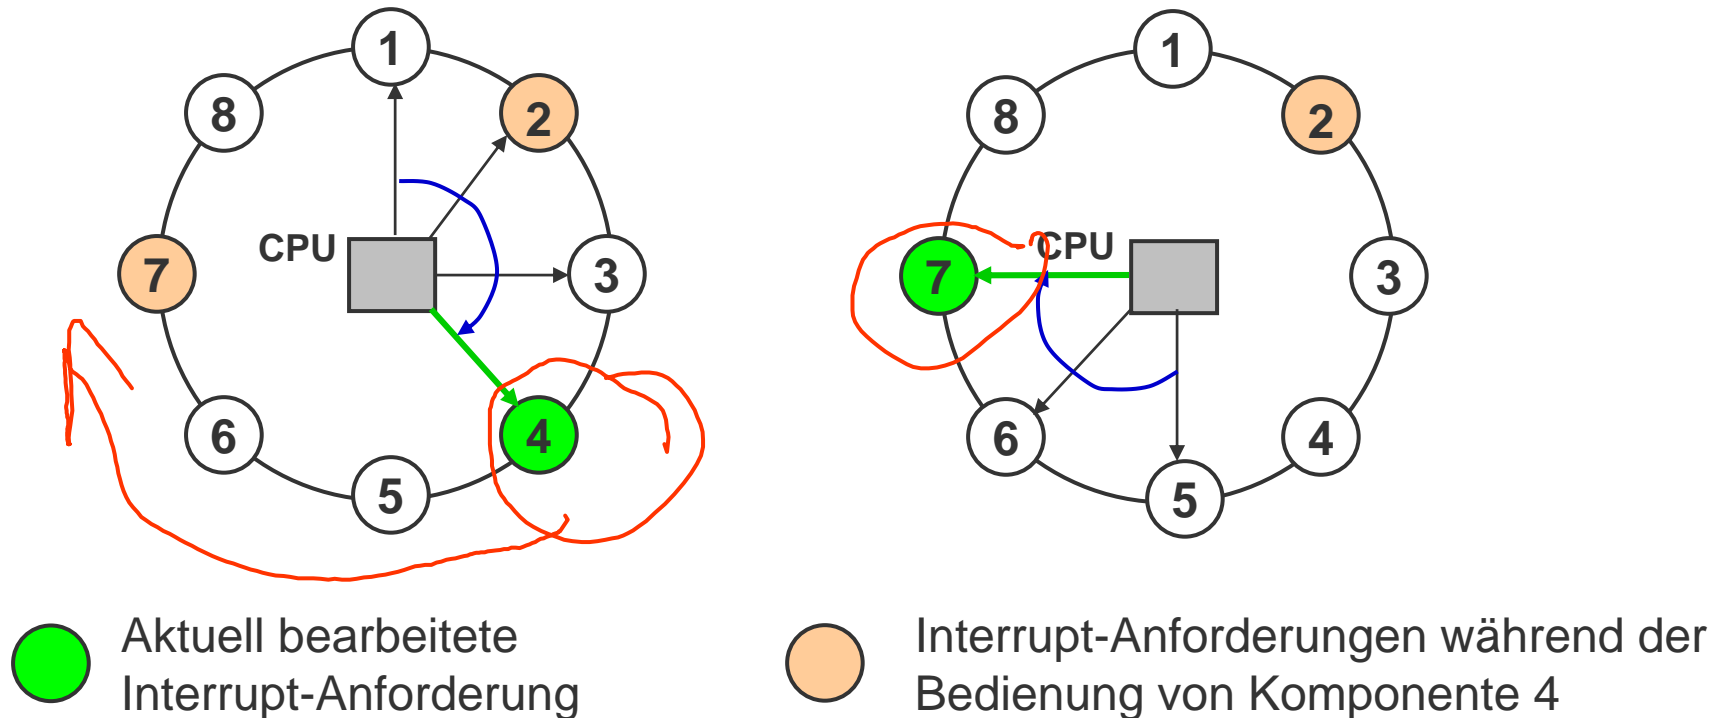 1
8
2
CPU
7
3
6
4
5
1
8
2
CPU
7
3
6
4
5
Aktuell bearbeitete
Interrupt-Anforderung
Interrupt-Anforderungen während der
Bedienung von Komponente 4